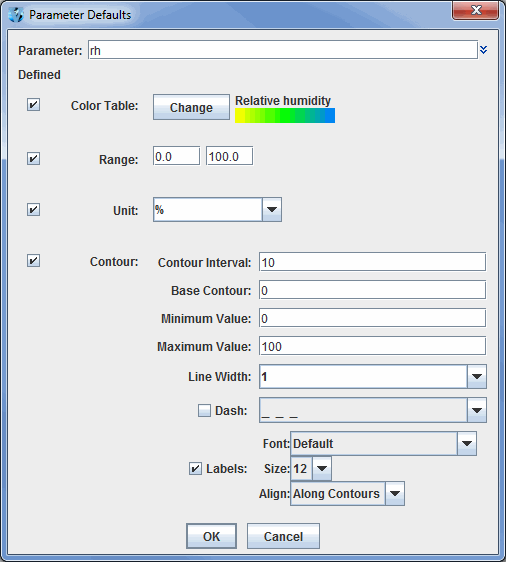 Parameter Defaults
Parameter: rh
Defined
Color Table: Change Relative humidity
Range: 0.0 100.0
Unit: %
Contour: Contour Interval: 10
Base Contour: 0
Minimum Value: 0
Maximum Value: 100
Line Width: 1
Dash: _ _ _
Font: Default
Labels: Size: 12
Align: Along Contours
OK Cancel